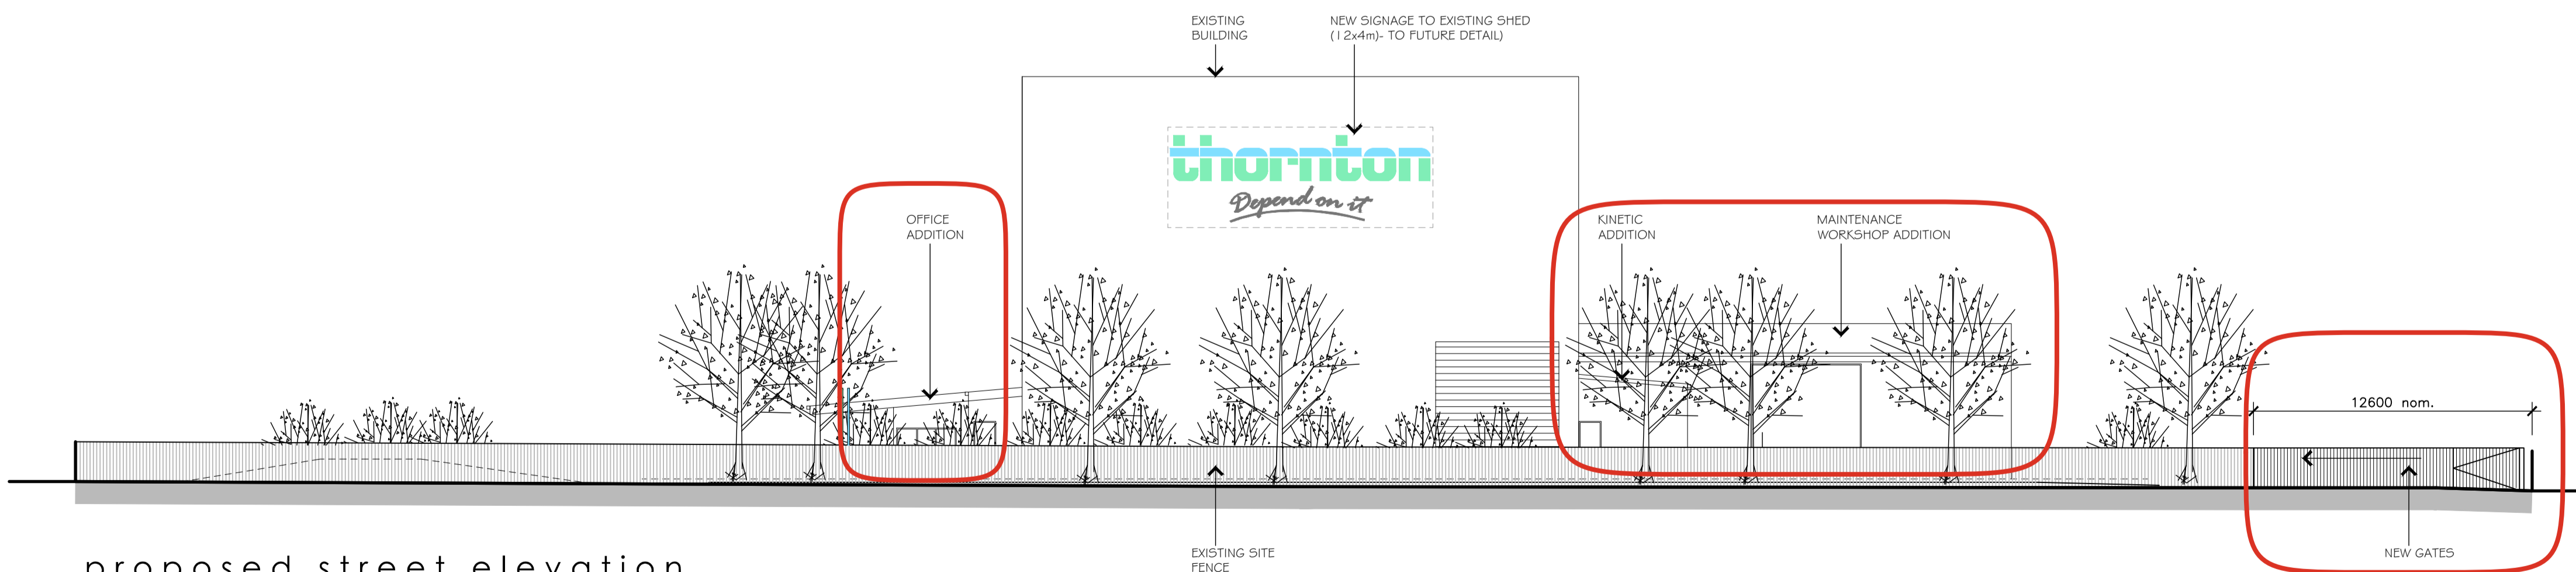 EXISTING
BUILDING
NEW SIGNAGE TO EXISTING SHED
(12x4m)- TO FUTURE DETAIL)
thornton
Depend on it
OFFICE
ADDITION
KINETIC
ADDITION
MAINTENANCE
WORKSHOP ADDITION
12600 nom.
EXISTING SITE
FENCE
NEW GATES
proposed street elevation